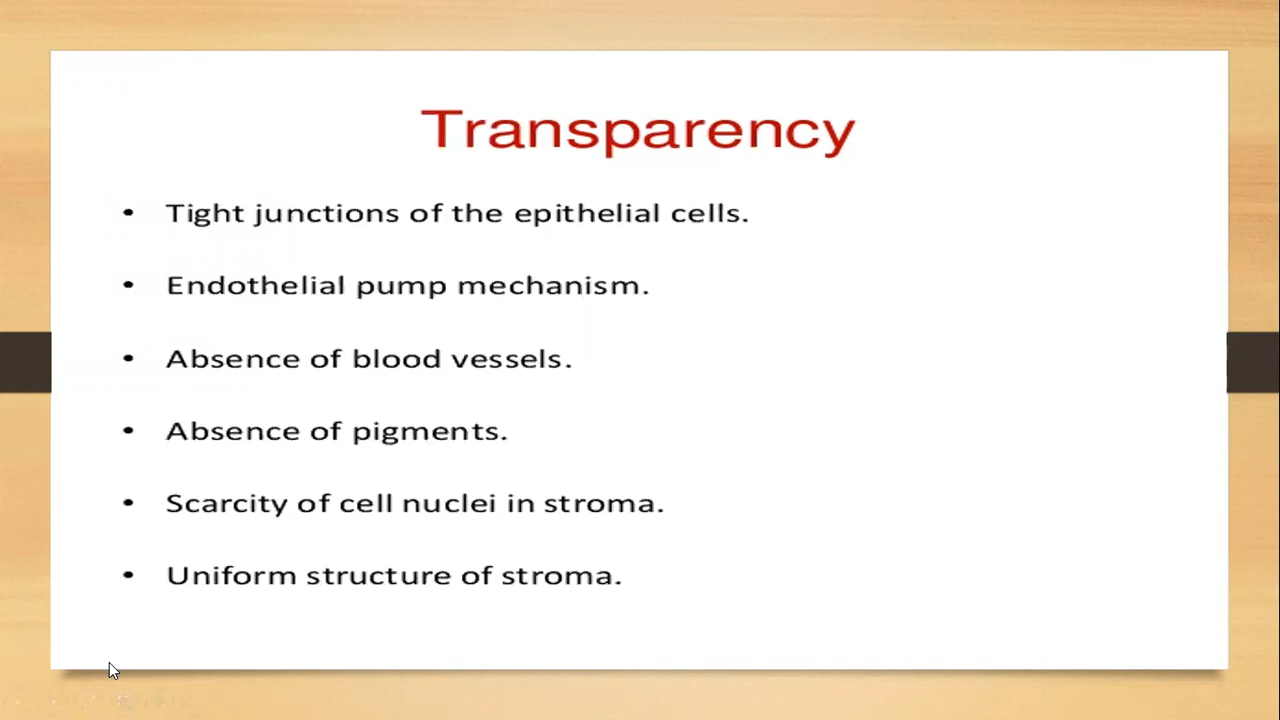 Transparency
• Tight junctions of the epithelial cells.
• Endothelial pump mechanism.
• Absence of blood vessels.
• Absence of pigments.
• Scarcity of cell nuclei in stroma.
• Uniform structure of stroma.